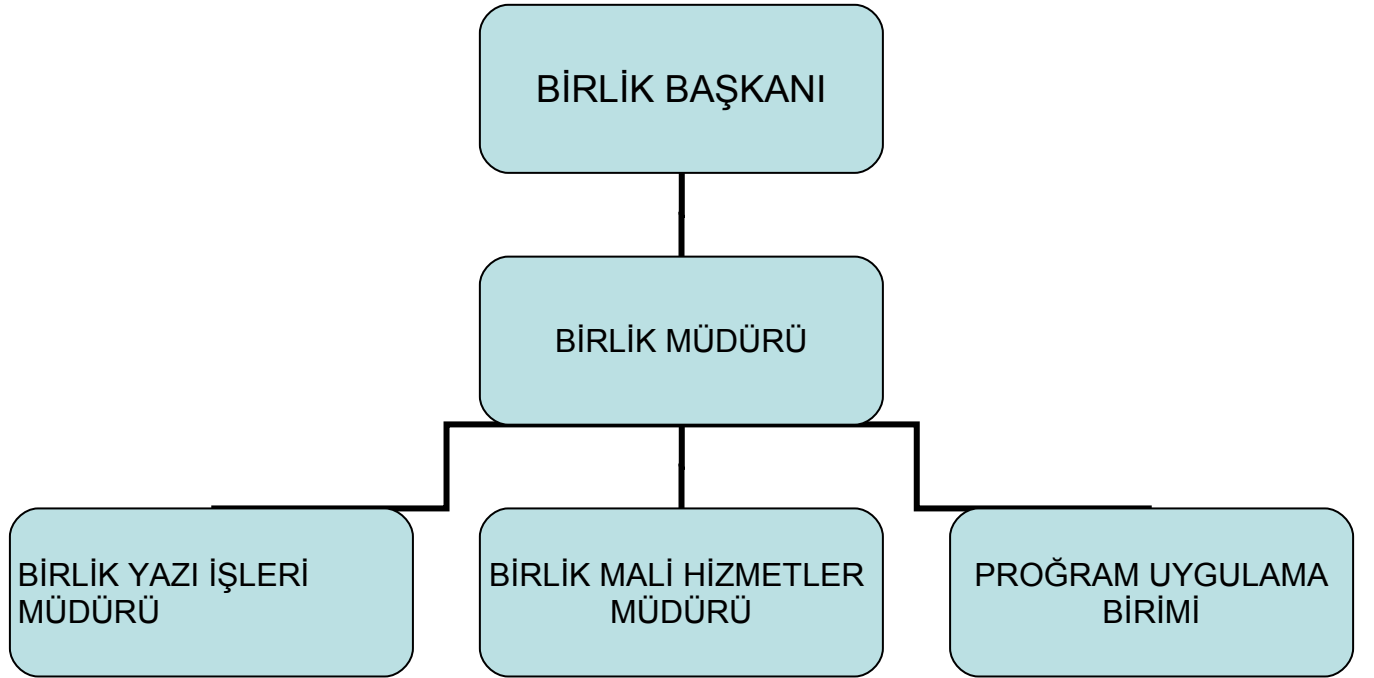 BİRLİK BAŞKANI
BİRLİK MÜDÜRÜ
BİRLİK YAZI İŞLERİ
MÜDÜRÜ
BİRLİK MALİ HİZMETLER
MÜDÜRÜ
PROĞRAM UYGULAMA
BİRİMİ